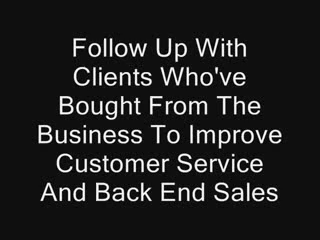 Follow Up With
Clients Who've
Bought From The
Business To Improve
Customer Service
And Back End Sales